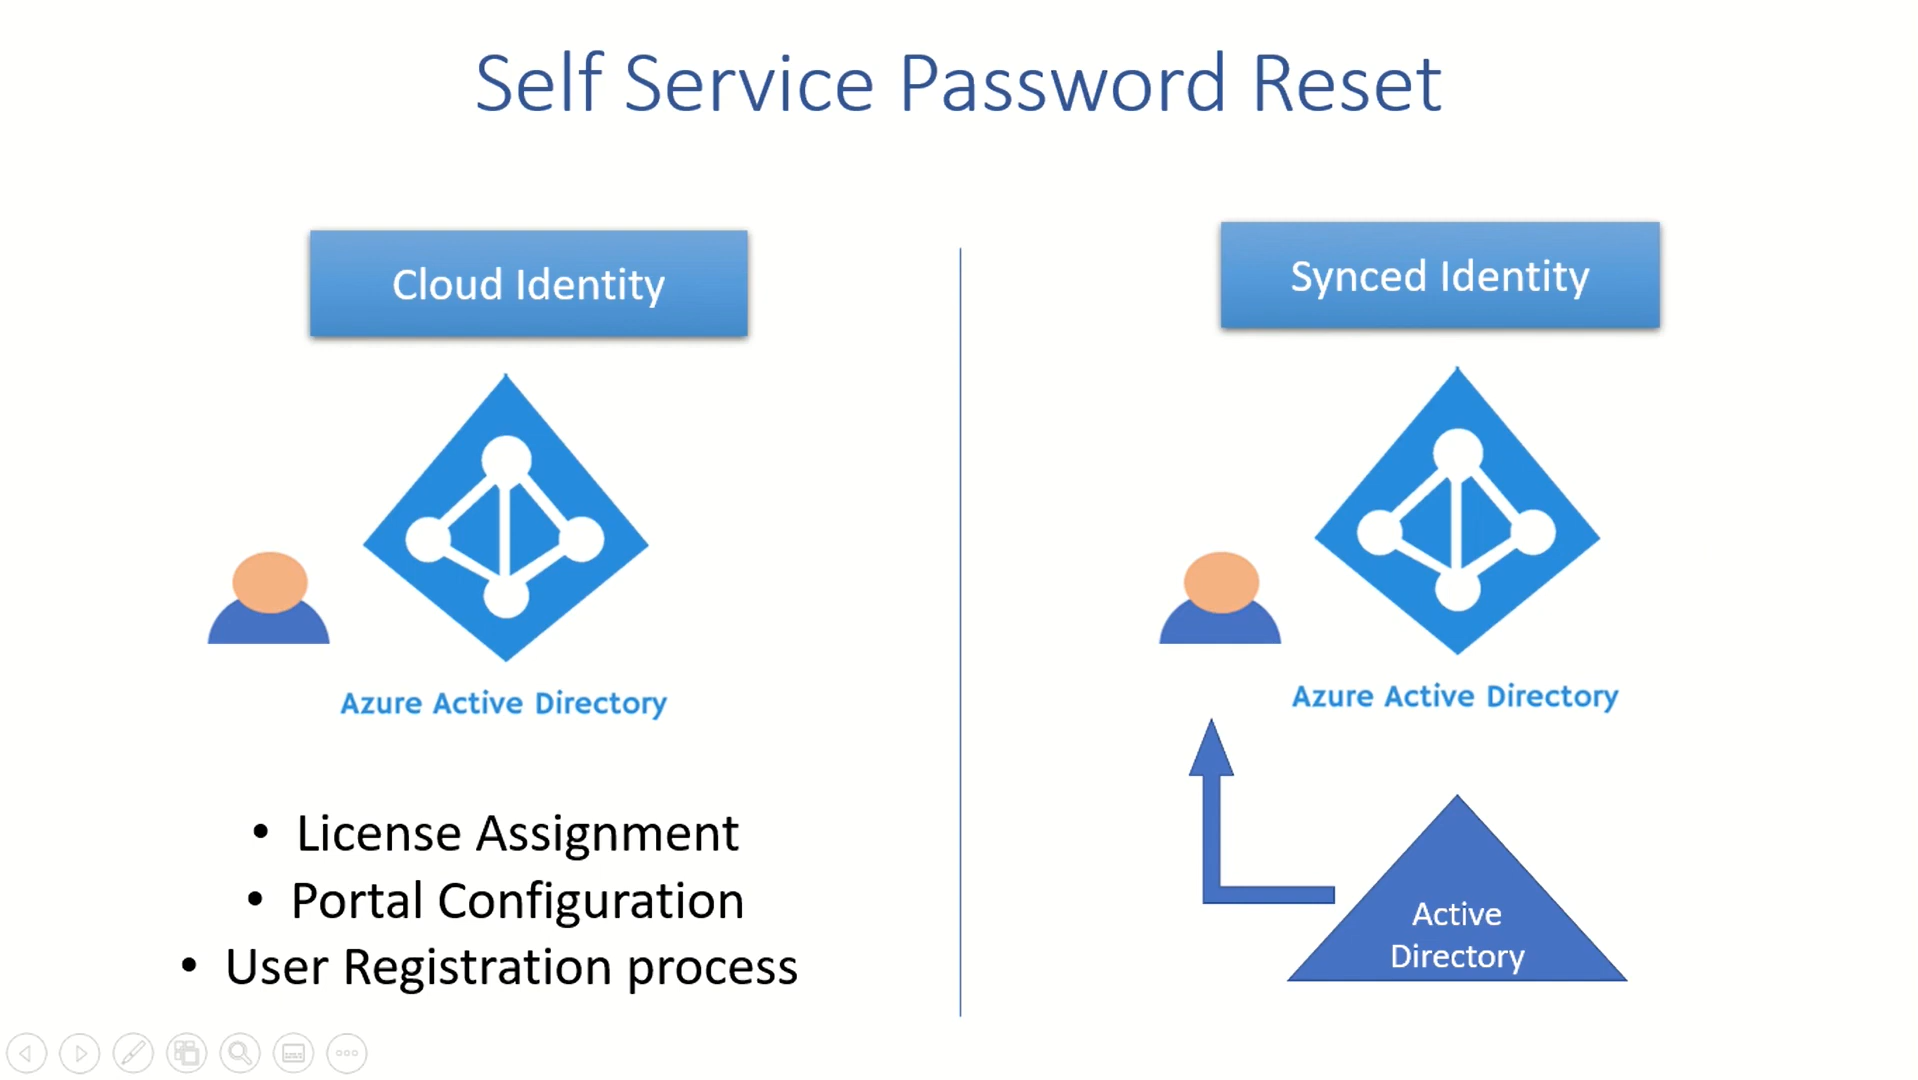 Self Service Password Reset
Cloud Identity
Azure Active Directory
• License Assignment
• Portal Configuration
• User Registration process
Synced Identity
Azure Active Directory
Active
Directory